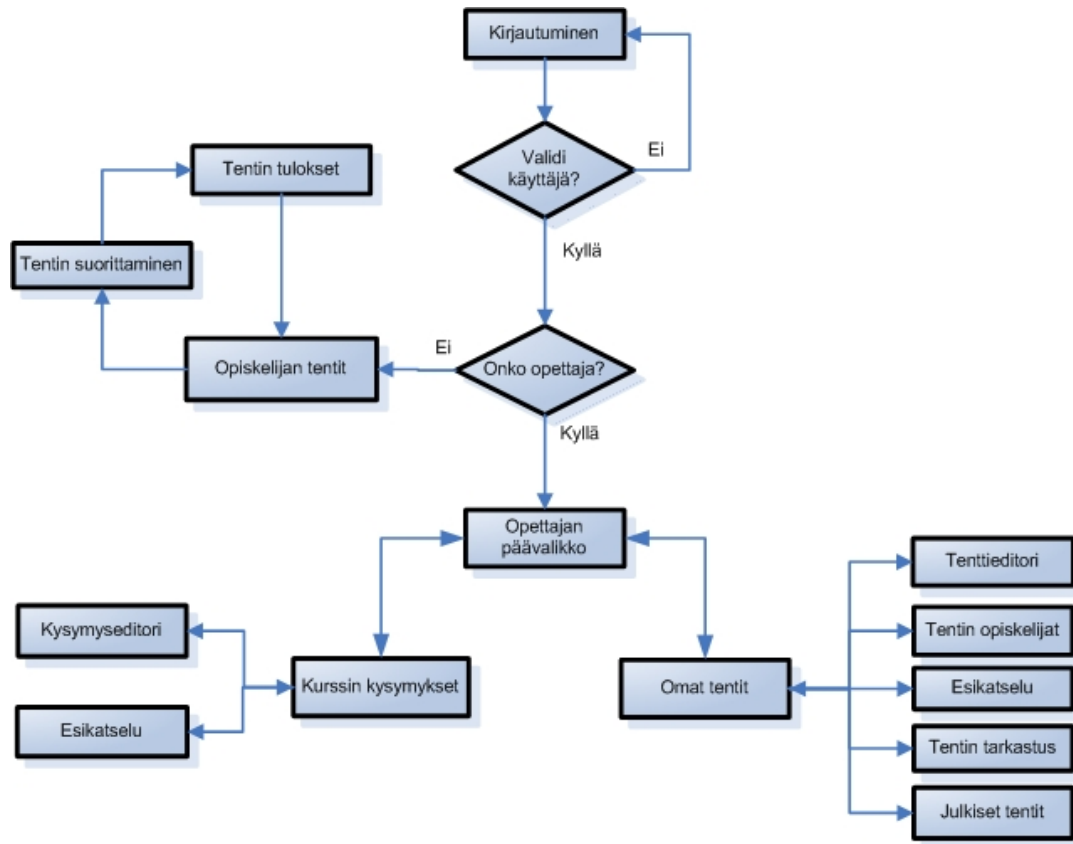 Kirjautuminen
Validi
käyttäjä?
Ei
Kyllä
Tentin tulokset
Tentin suorittaminen
Opiskelijan tentit
Ei
Onko opettaja?
Kyllä
Opettajan
päävalikko
Kysymyseditori
Kurssin kysymykset
Esikatselu
Omat tentit
Tenttieditori
Tentin opiskelijat
Esikatselu
Tentin tarkastus
Julkiset tentit